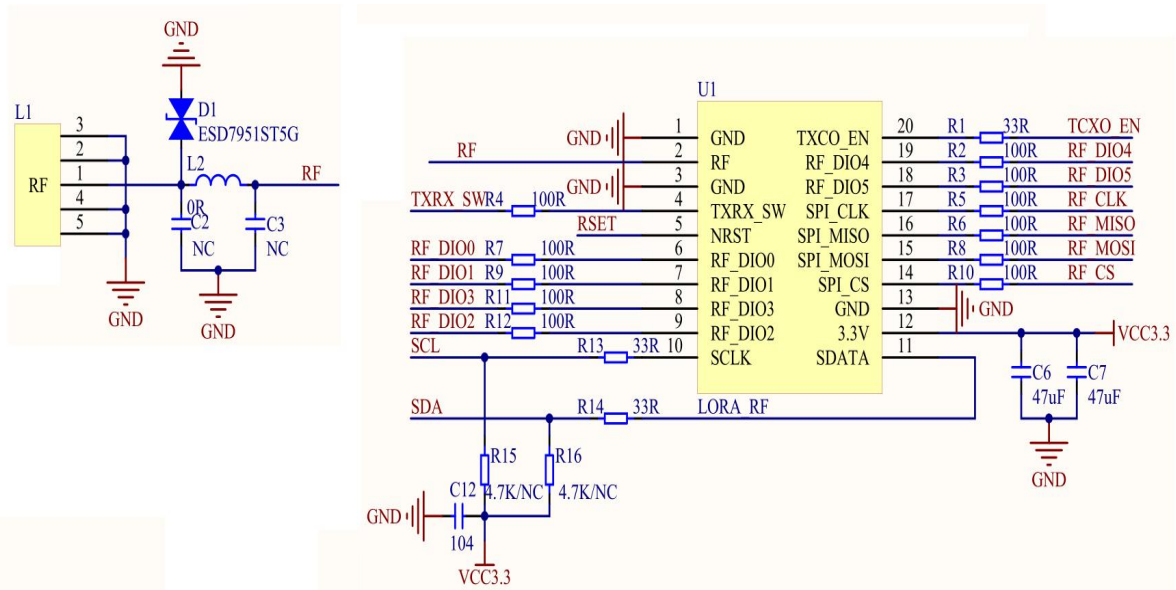 GND
L1
D1
ESD7951ST5G
3
2
1
4
5
RF
L2
0R
RF
C2
NC
C3
NC
GND
GND
U1
GND
1
GND
TXCO_EN
20
R1
33R
TCXO_EN
RF
2
RF
RF_DIO4
19
R2
100R
RF_DIO4
GND
3
GND
RF_DIO5
18
R3
100R
RF_DIO5
TXRX_SW
R4
100R
4
TXRX_SW
SPI_CLK
17
R5
100R
RF_CLK
RSET
5
NRST
SPI_MISO
16
R6
100R
RF_MISO
RF_DIO0
R7
100R
6
RF_DIO0
SPI_MOSI
15
R8
100R
RF_MOSI
RF_DIO1
R9
100R
7
RF_DIO1
SPI_CS
14
R10
100R
RF_CS
RF_DIO3
R11
100R
8
RF_DIO3
GND
13
GND
RF_DIO2
R12
100R
9
RF_DIO2
3.3V
12
VCC3.3
SCL
R13
33R
10
SCLK
SDATA
11
C6
47uF
C7
47uF
GND
SDA
R14
33R
LORA_RF
R15
4.7K/NC
R16
4.7K/NC
GND
C12
104
VCC3.3